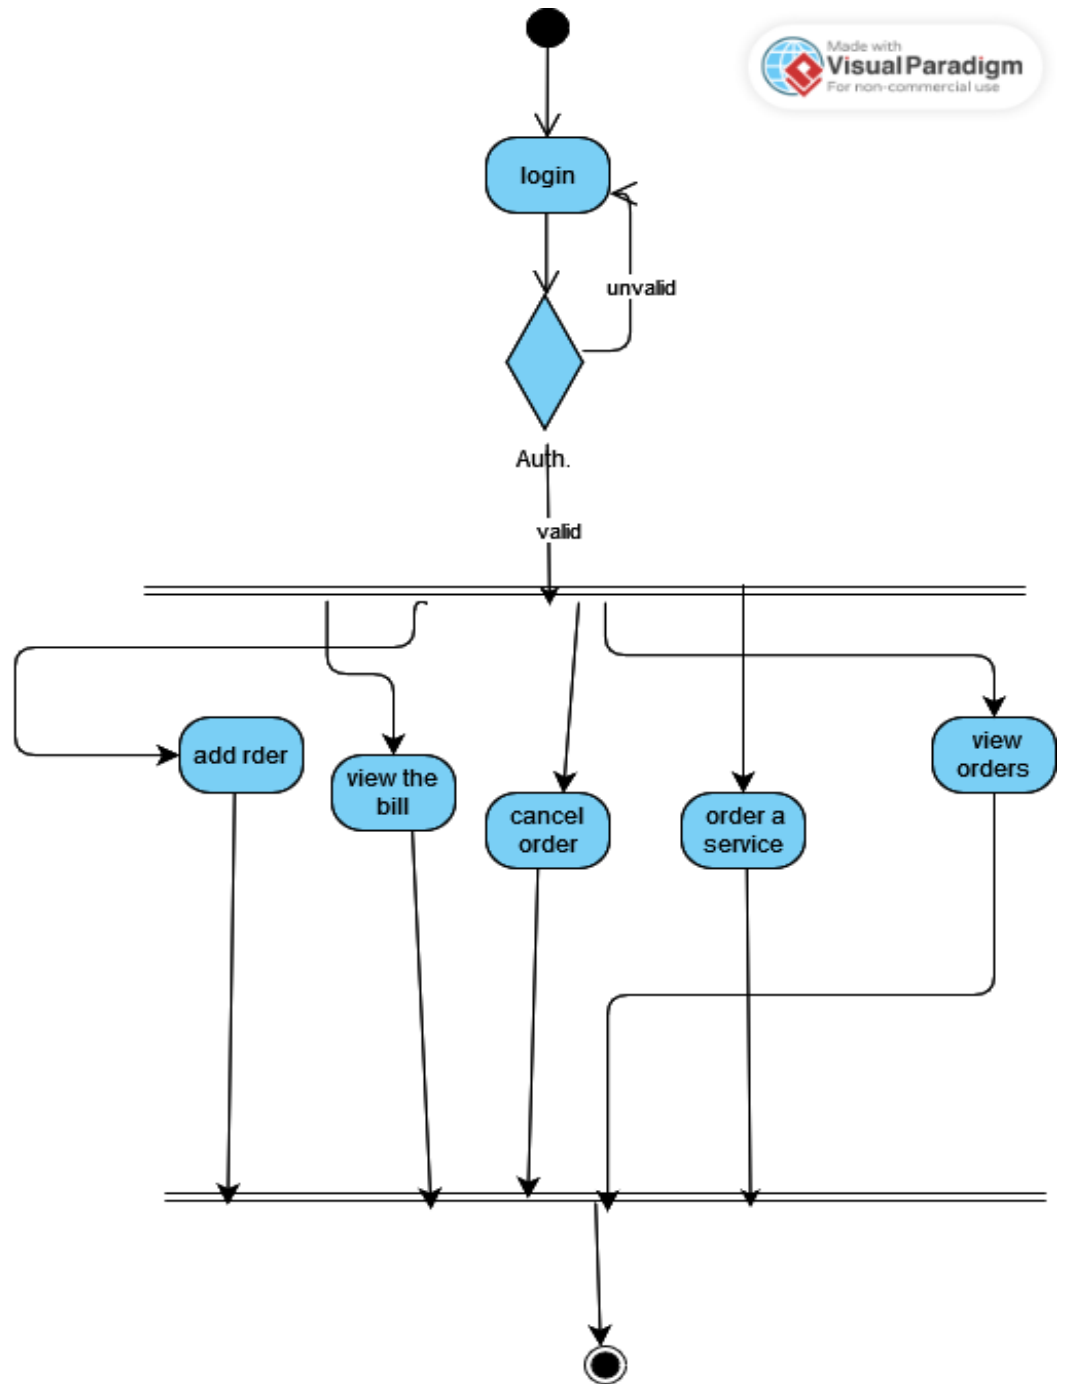 Made with
Visual Paradigm
For non-commercial use
login
unvalid
Auth.
valid
add rder
view the
bill
cancel
order
order a
service
view
orders